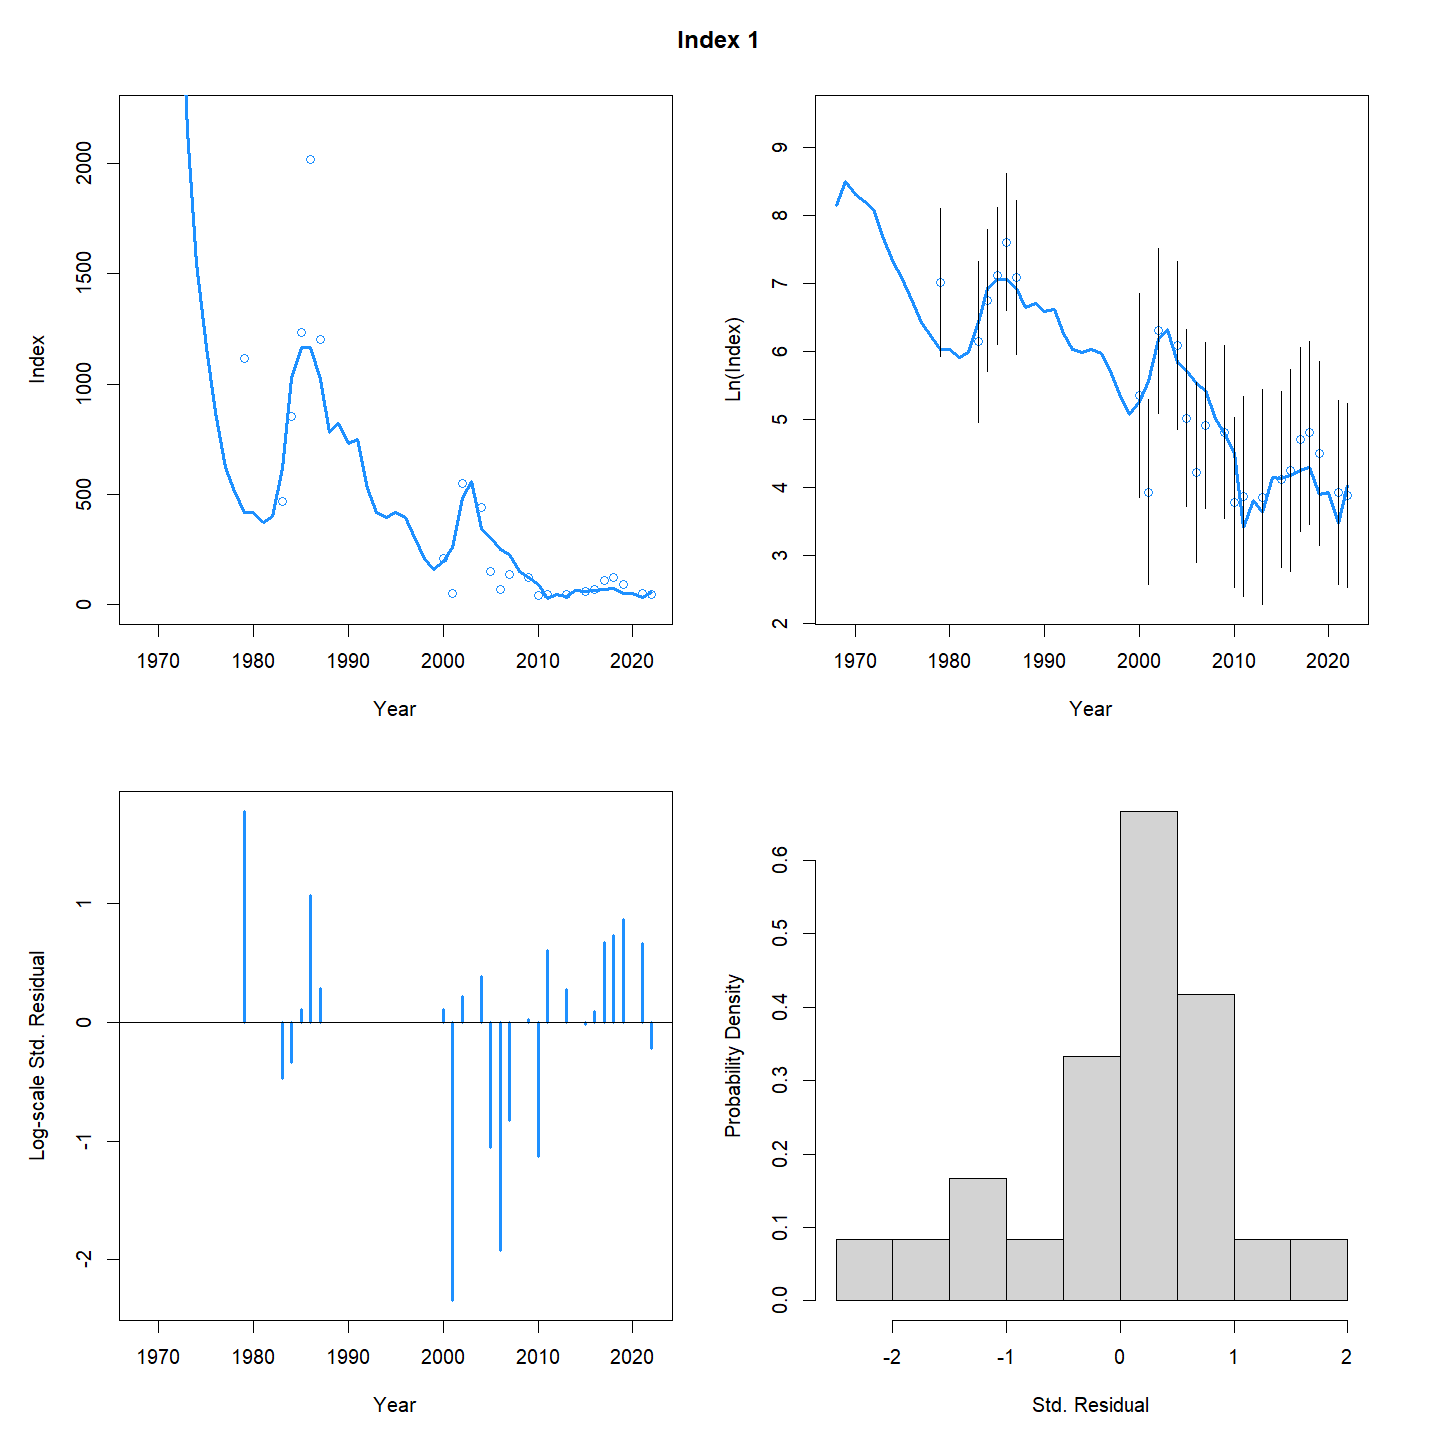 Index 1
Index
2000
1500
1000
500
0
1970 1980 1990 2000 2010 2020
Year
Ln(Index)
9
8
7
6
5
4
3
2
1970 1980 1990 2000 2010 2020
Year
Log-scale Std. Residual
1
0
-1
-2
1970 1980 1990 2000 2010 2020
Year
Probability Density
0.6
0.5
0.4
0.3
0.2
0.1
0.0
-2 -1 0 1 2
Std. Residual